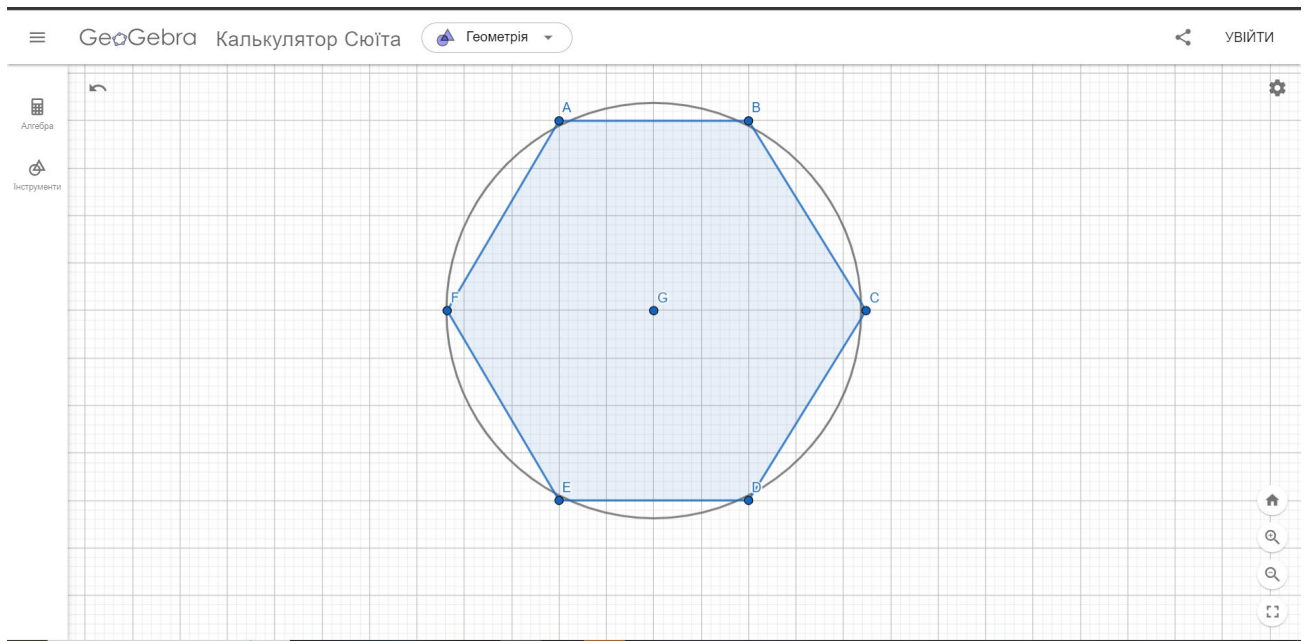 GeoGebra Калькулятор Сюїта Геометрія УВІЙТИ
Алгебра
Інструменти
A B
F G C
E D